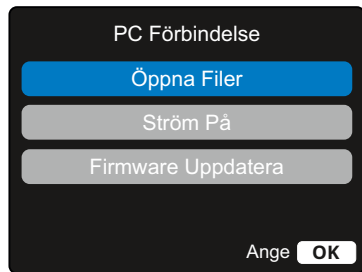 PC Förbindelse
Öppna Filer
Ström På
Firmware Uppdatera
Ange OK